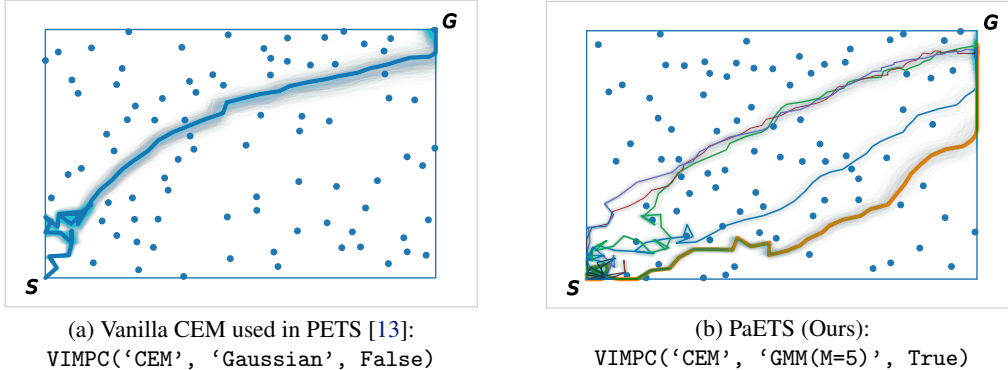 G
S
(a) Vanilla CEM used in PETS [13]:
VIMPC(‘CEM’, ‘Gaussian’, False)
G
S
(b) PaETS (Ours):
VIMPC(‘CEM’, ‘GMM(M=5)’, True)